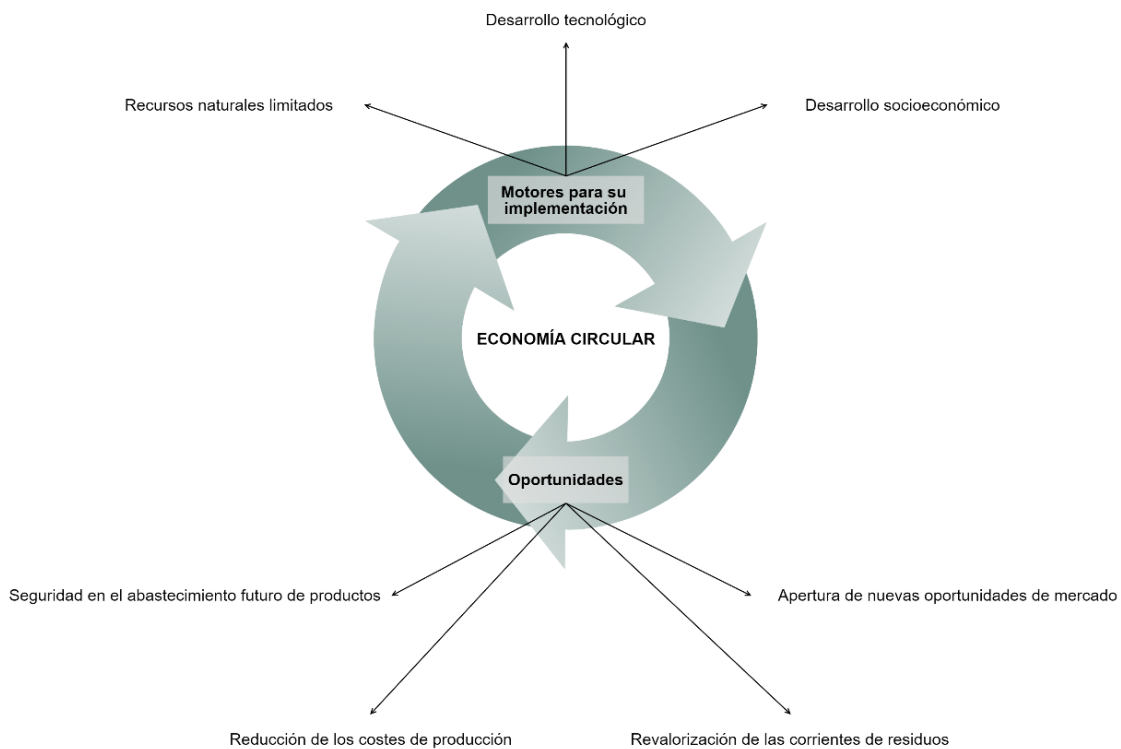 Desarrollo tecnológico
Recursos naturales limitados
Desarrollo socioeconómico
Motores para su
implementación
ECONOMÍA CIRCULAR
Oportunidades
Seguridad en el abastecimiento futuro de productos
Apertura de nuevas oportunidades de mercado
Reducción de los costes de producción
Revalorización de las corrientes de residuos